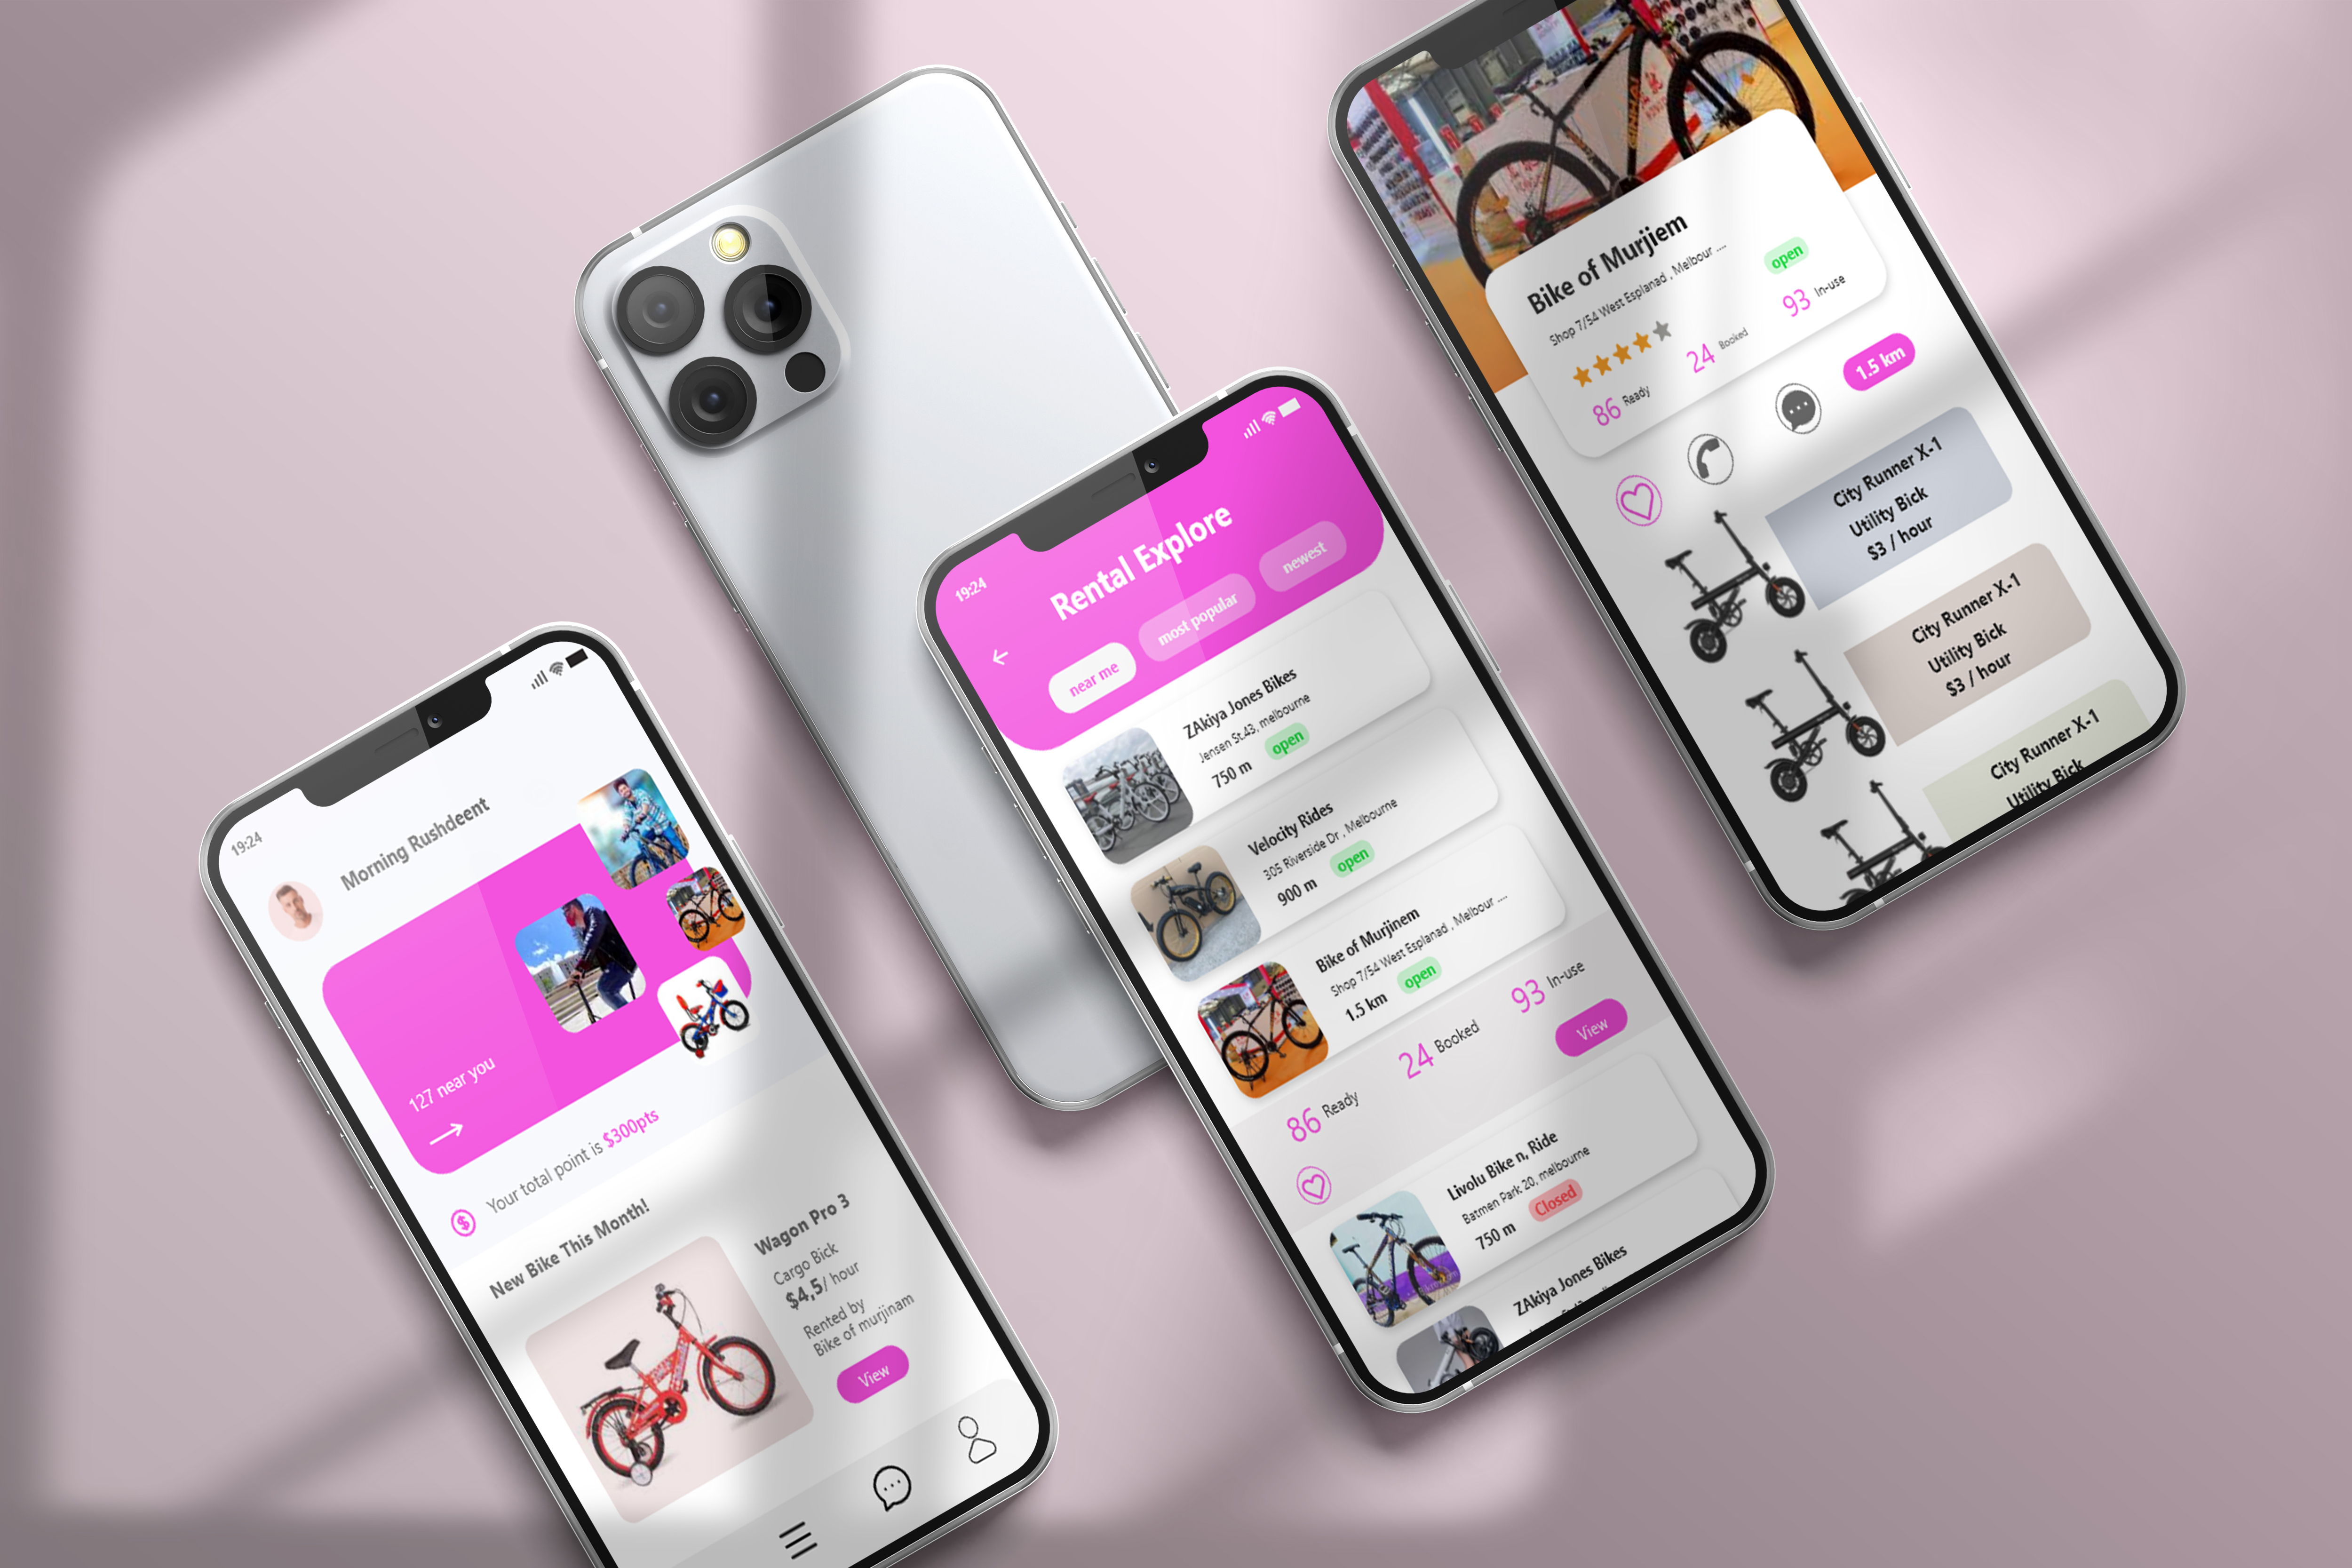 19:24
Morning Rushdeent
127 near you
Your total point is $300pts
New Bike This Month!
Wagon Pro 3
Cargo Bick
$4,5/ hour
Rented by
Bike of murjinam
View
19:24
Rental Explore
near me
most popular
newest
ZAkiya Jones Bikes
Jensen St.43, melbourne
750 m
open
Velocity Rides
305 Riverside Dr , Melbourne
900 m
open
Bike of Murjinem
Shop 7/54 West Esplanad , Melbour ....
1.5 km
open
86 Ready
24 Booked
93 In-use
View
Livolu Bike n, Ride
Batmen Park 20, melbourne
750 m
Closed
ZAkiya Jones Bikes
Bike of Murjiem
Shop 7/54 West Esplanad , Melbour ....
open
86 Ready
24 Booked
93 In-use
1.5 km
City Runner X-1
Utility Bick
$3 / hour
City Runner X-1
Utility Bick
$3 / hour
City Runner X-1
Utility Bick